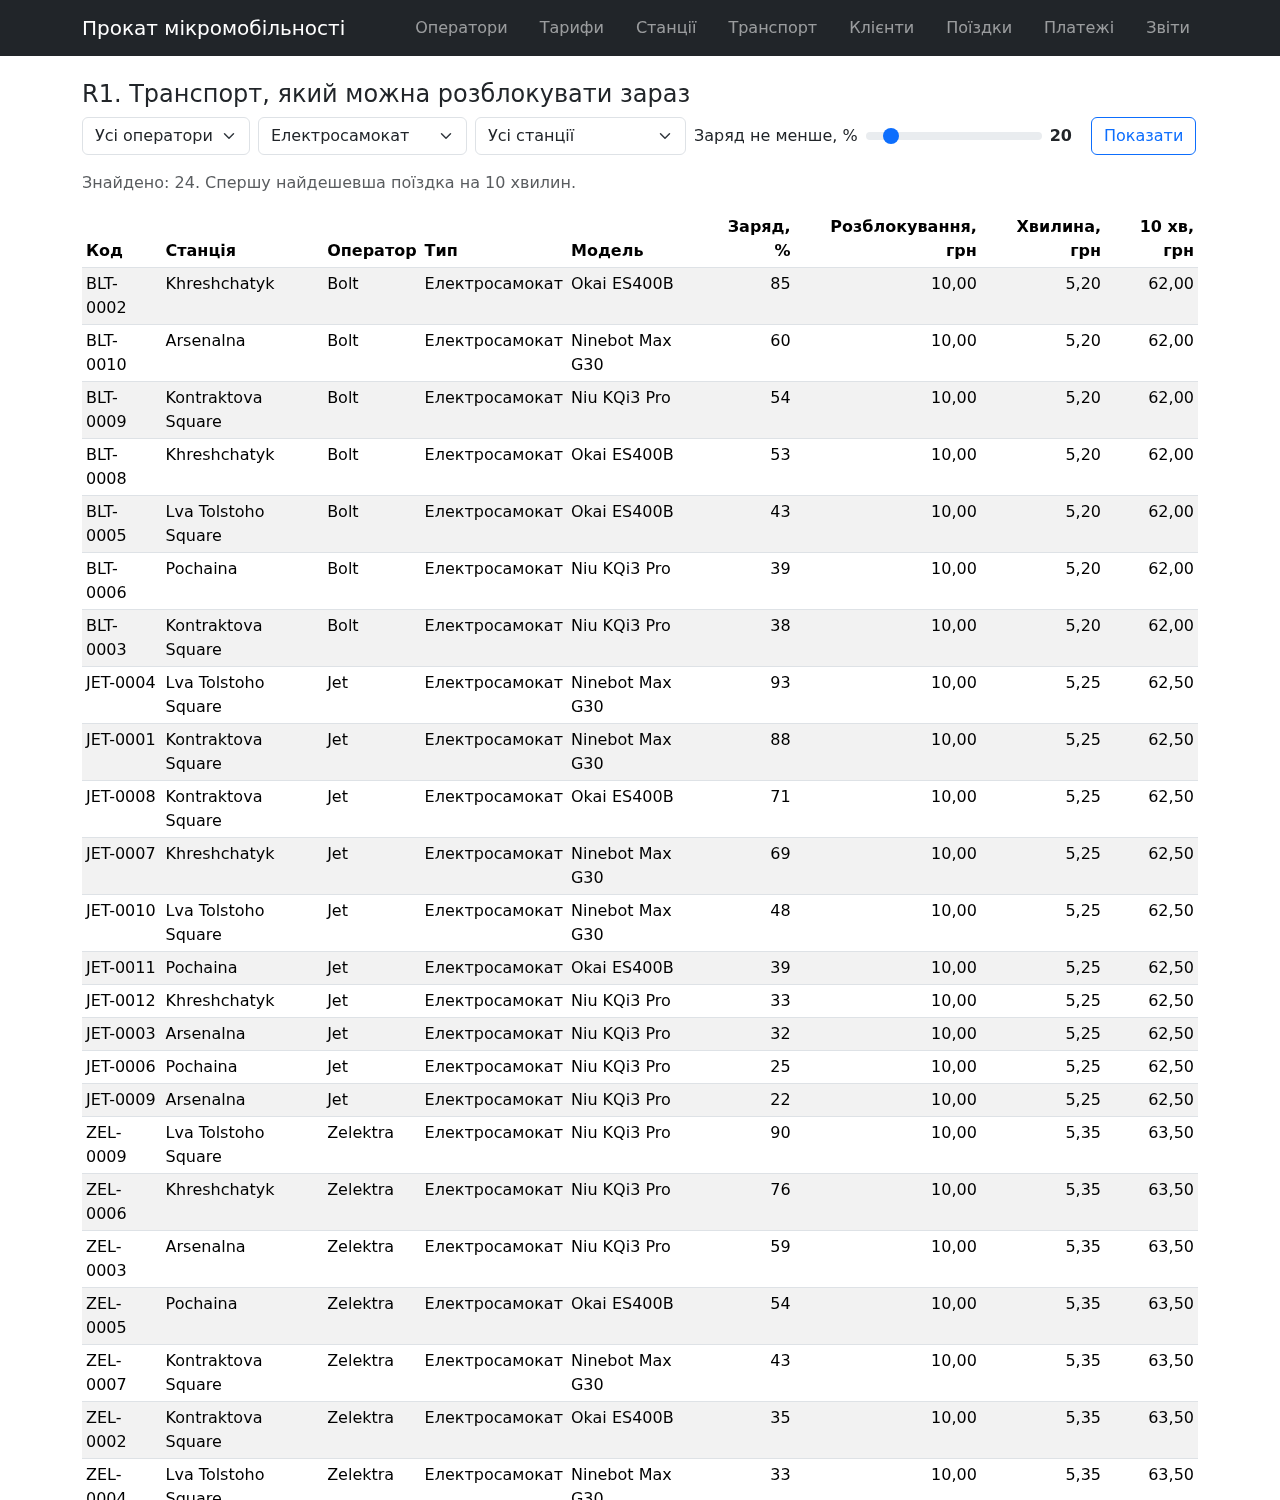 Прокат мікромобільності Оператори Тарифи Станції Транспорт Клієнти Поїздки Платежі Звіти
R1. Транспорт, який можна розблокувати зараз
Усі оператори Електросамокат Усі станції Заряд не менше, % 20 Показати
Знайдено: 24. Спершу найдешевша поїздка на 10 хвилин.
Код Станція Оператор Тип Модель Заряд, % Розблокування, грн Хвилина, грн 10 хв, грн
BLT-0002 Khreshchatyk Bolt Електросамокат Okai ES400B 85 10,00 5,20 62,00
BLT-0010 Arsenalna Bolt Електросамокат Ninebot Max G30 60 10,00 5,20 62,00
BLT-0009 Kontraktova Square Bolt Електросамокат Niu KQi3 Pro 54 10,00 5,20 62,00
BLT-0008 Khreshchatyk Bolt Електросамокат Okai ES400B 53 10,00 5,20 62,00
BLT-0005 Lva Tolstoho Square Bolt Електросамокат Okai ES400B 43 10,00 5,20 62,00
BLT-0006 Pochaina Bolt Електросамокат Niu KQi3 Pro 39 10,00 5,20 62,00
BLT-0003 Kontraktova Square Bolt Електросамокат Niu KQi3 Pro 38 10,00 5,20 62,00
JET-0004 Lva Tolstoho Square Jet Електросамокат Ninebot Max G30 93 10,00 5,25 62,50
JET-0001 Kontraktova Square Jet Електросамокат Ninebot Max G30 88 10,00 5,25 62,50
JET-0008 Kontraktova Square Jet Електросамокат Okai ES400B 71 10,00 5,25 62,50
JET-0007 Khreshchatyk Jet Електросамокат Ninebot Max G30 69 10,00 5,25 62,50
JET-0010 Lva Tolstoho Square Jet Електросамокат Ninebot Max G30 48 10,00 5,25 62,50
JET-0011 Pochaina Jet Електросамокат Okai ES400B 39 10,00 5,25 62,50
JET-0012 Khreshchatyk Jet Електросамокат Niu KQi3 Pro 33 10,00 5,25 62,50
JET-0003 Arsenalna Jet Електросамокат Niu KQi3 Pro 32 10,00 5,25 62,50
JET-0006 Pochaina Jet Електросамокат Niu KQi3 Pro 25 10,00 5,25 62,50
JET-0009 Arsenalna Jet Електросамокат Niu KQi3 Pro 22 10,00 5,25 62,50
ZEL-0009 Lva Tolstoho Square Zelektra Електросамокат Niu KQi3 Pro 90 10,00 5,35 63,50
ZEL-0006 Khreshchatyk Zelektra Електросамокат Niu KQi3 Pro 76 10,00 5,35 63,50
ZEL-0003 Arsenalna Zelektra Електросамокат Niu KQi3 Pro 59 10,00 5,35 63,50
ZEL-0005 Pochaina Zelektra Електросамокат Okai ES400B 54 10,00 5,35 63,50
ZEL-0007 Kontraktova Square Zelektra Електросамокат Ninebot Max G30 43 10,00 5,35 63,50
ZEL-0002 Kontraktova Square Zelektra Електросамокат Okai ES400B 35 10,00 5,35 63,50
ZEL-0004 Lva Tolstoho Square Zelektra Електросамокат Ninebot Max G30 33 10,00 5,35 63,50